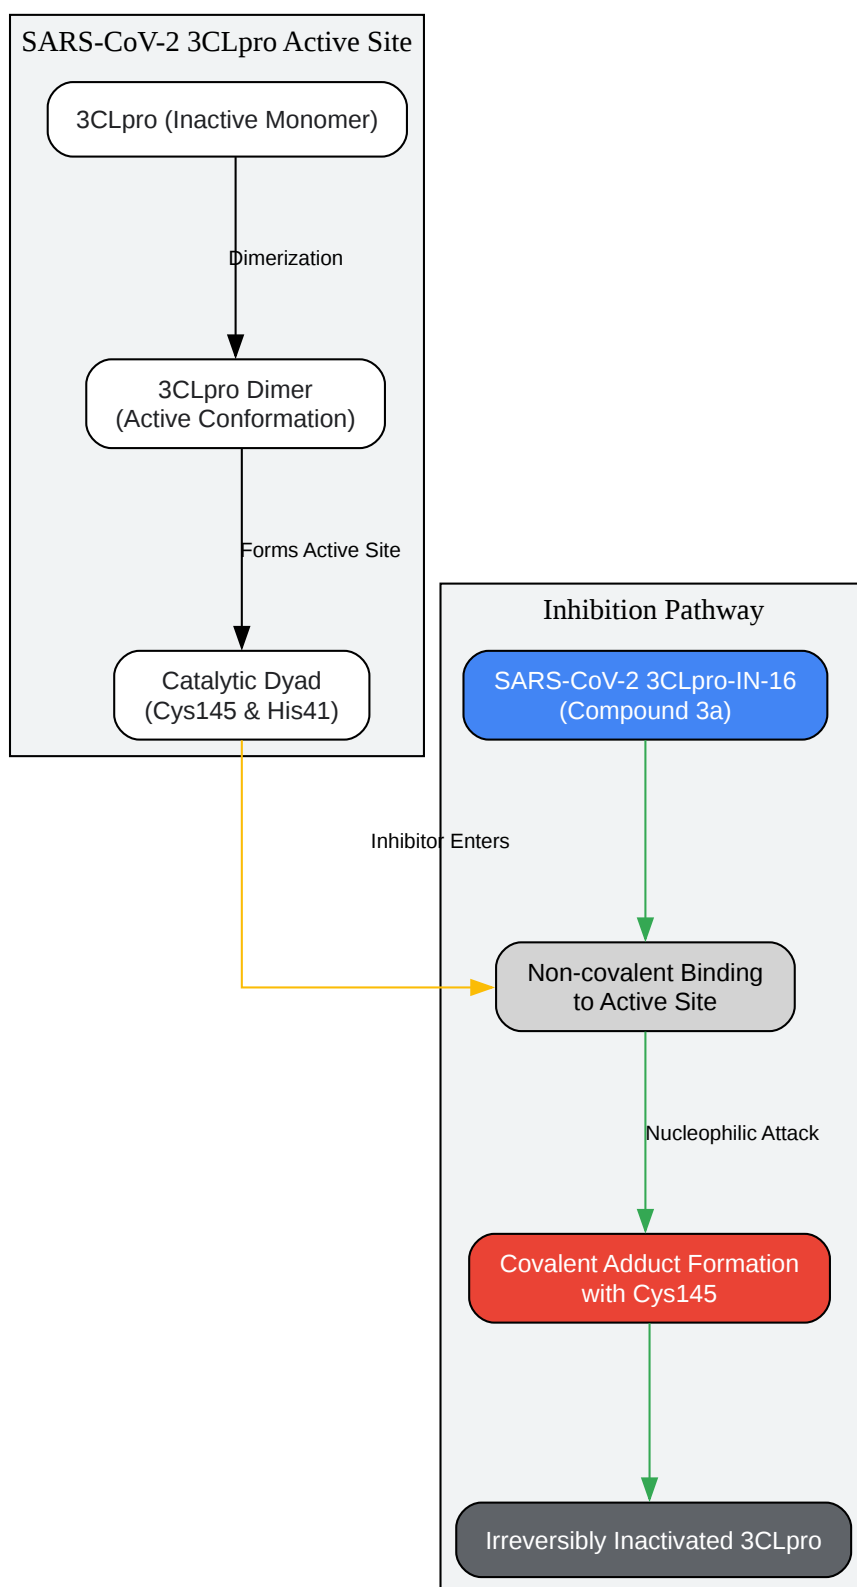 SARS-CoV-2 3CLpro Active Site
3CLpro (Inactive Monomer)
Dimerization
3CLpro Dimer
(Active Conformation)
Forms Active Site
Catalytic Dyad
(Cys145 & His41)
Inhibition Pathway
SARS-CoV-2 3CLpro-IN-16
(Compound 3a)
Inhibitor Enters
Non-covalent Binding
to Active Site
Nucleophilic Attack
Covalent Adduct Formation
with Cys145
Irreversibly Inactivated 3CLpro